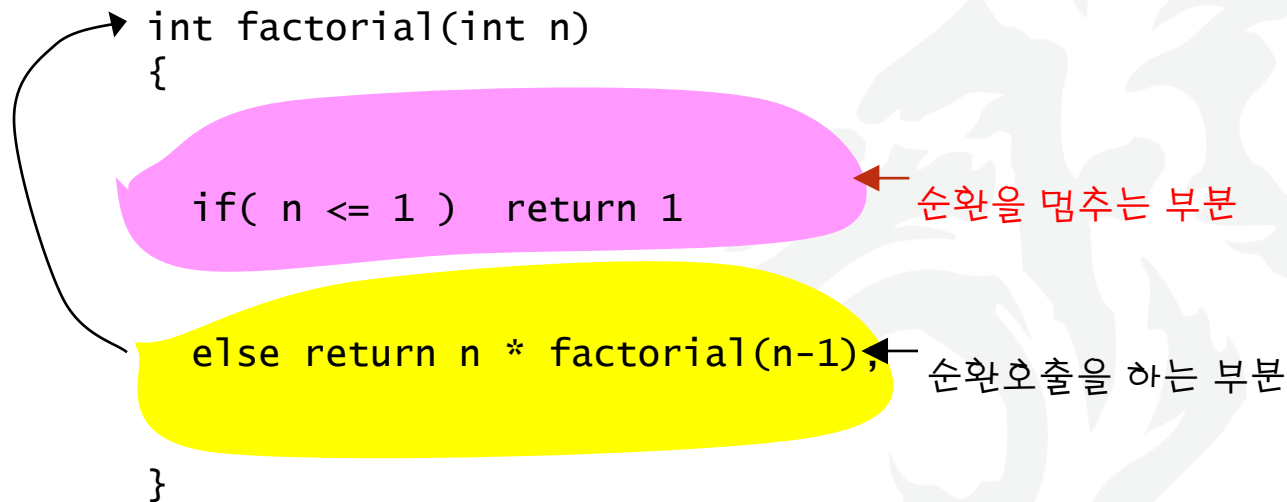 int factorial(int n)
{
if( n <= 1 ) return 1
순환을 멈추는 부분
else return n * factorial(n-1);
순환호출을 하는 부분
}